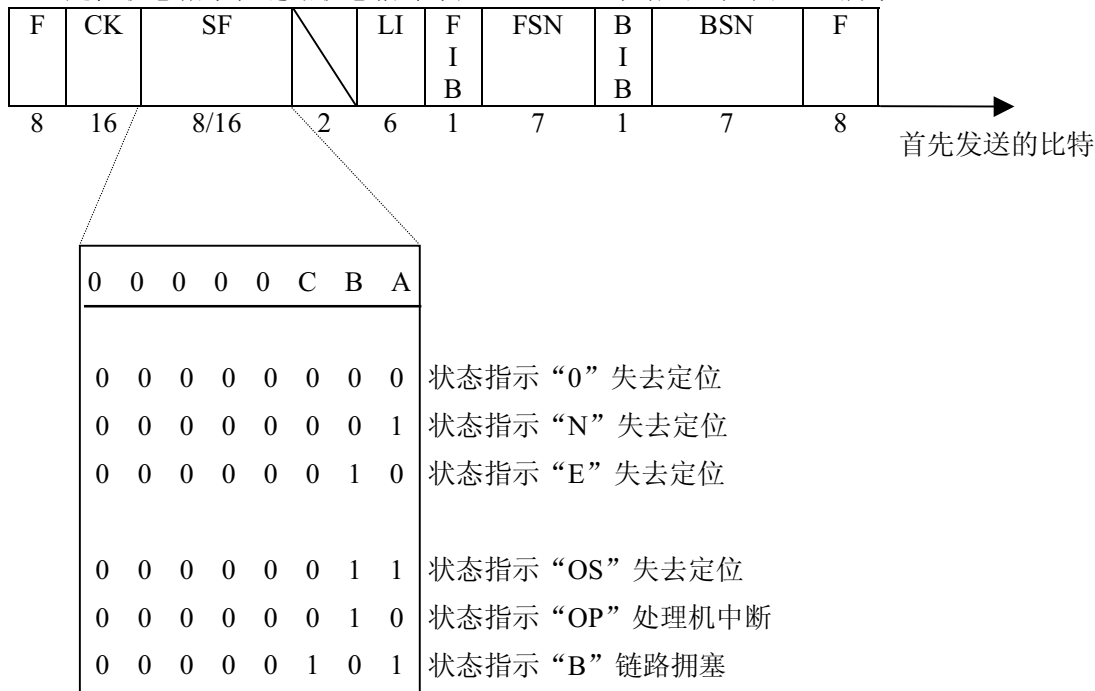 F CK SF LI F I B FSN B I B BSN F
8 16 8/16 2 6 1 7 1 7 8
首先发送的比特
0 0 0 0 0 C B A
0 0 0 0 0 0 0 0 状态指示“0”失去定位
0 0 0 0 0 0 0 1 状态指示“N”失去定位
0 0 0 0 0 0 1 0 状态指示“E”失去定位
0 0 0 0 0 0 1 1 状态指示“OS”失去定位
0 0 0 0 0 0 1 0 状态指示“OP”处理机中断
0 0 0 0 0 1 0 1 状态指示“B”链路拥塞